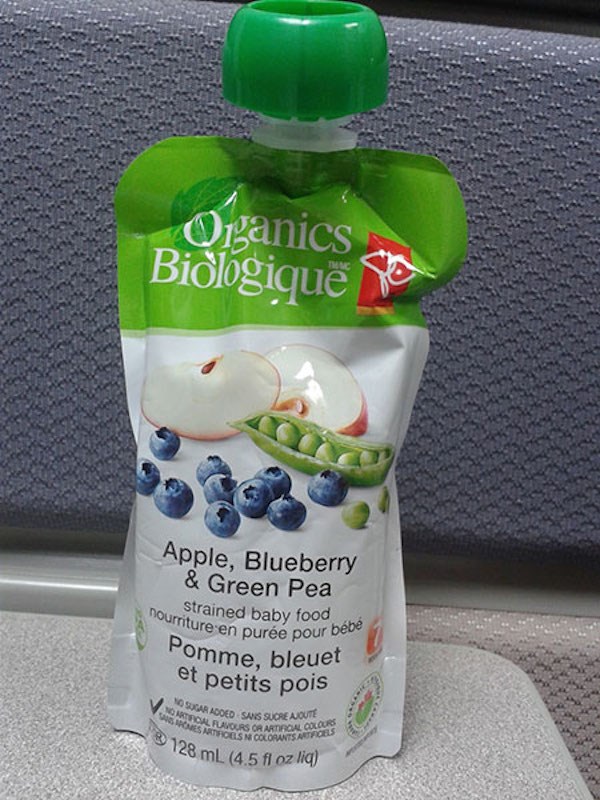 Organics
Biologique
TM/MC
PC
Apple, Blueberry
& Green Pea
strained baby food
nourriture en purée pour bébé
Pomme, bleuet
et petits pois
NO SUGAR ADDED · SANS SUCRE AJOUTÉ
NO ARTIFICIAL FLAVOURS OR ARTIFICIAL COLOURS
SANS ARÔMES ARTIFICIELS NI COLORANTS ARTIFICIELS
128 mL (4.5 fl oz liq)